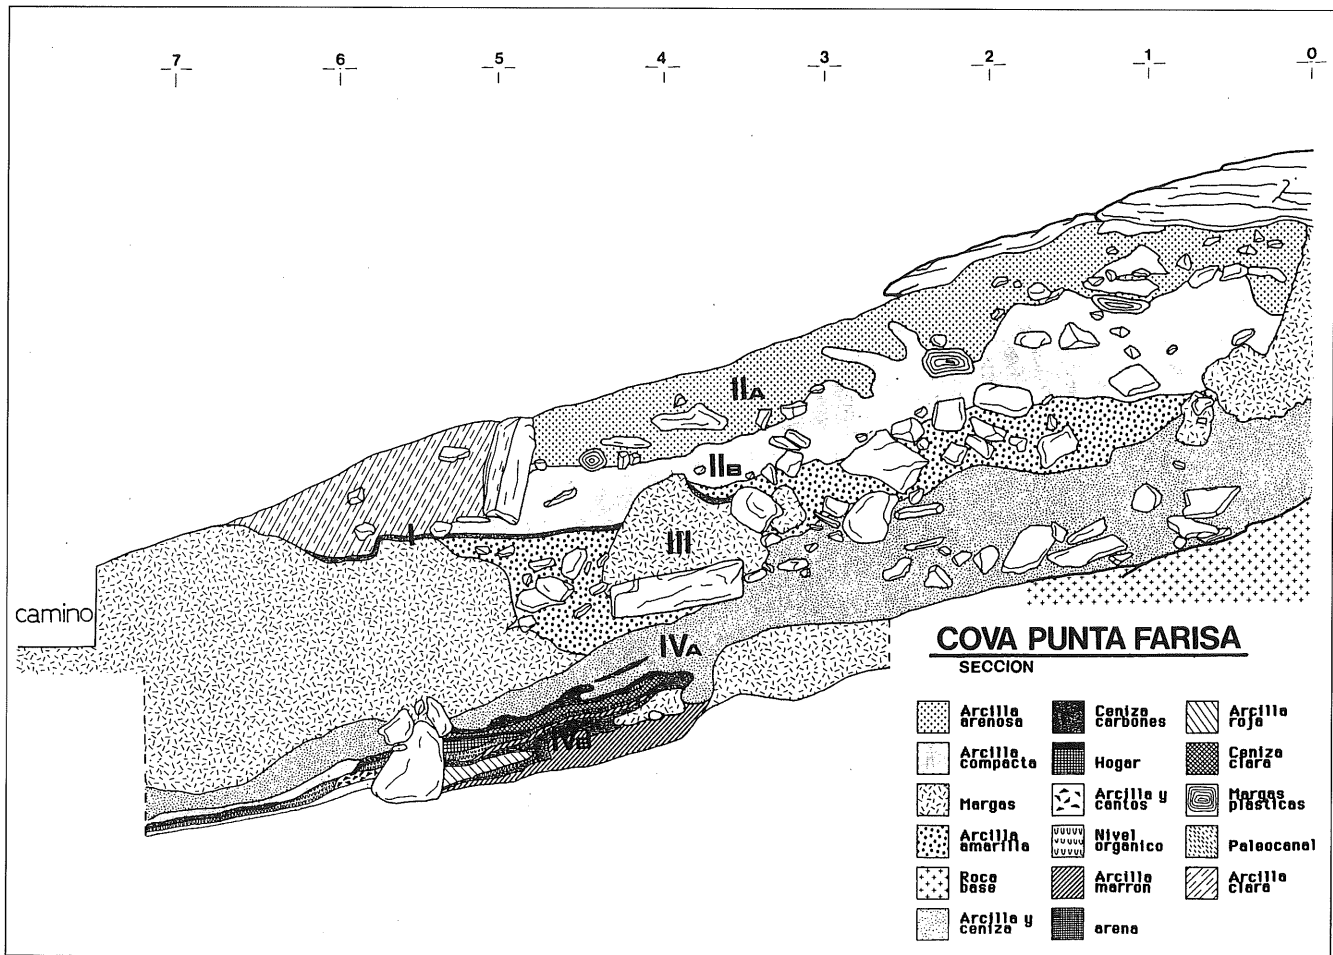 7 6 5 4 3 2 1 0
IIA
IIB
I
III
camino
IVA
IVB
COVA PUNTA FARISA
SECCION
Arcilla arenosa
Ceniza carbones
Arcilla roja
Arcilla compacta
Hogar
Ceniza clara
Margas
Arcilla y cantos
Margas plasticas
Arcilla amarilla
Nivel organico
Paleocanal
Roca base
Arcilla marron
Arcilla clara
Arcilla y ceniza
arena